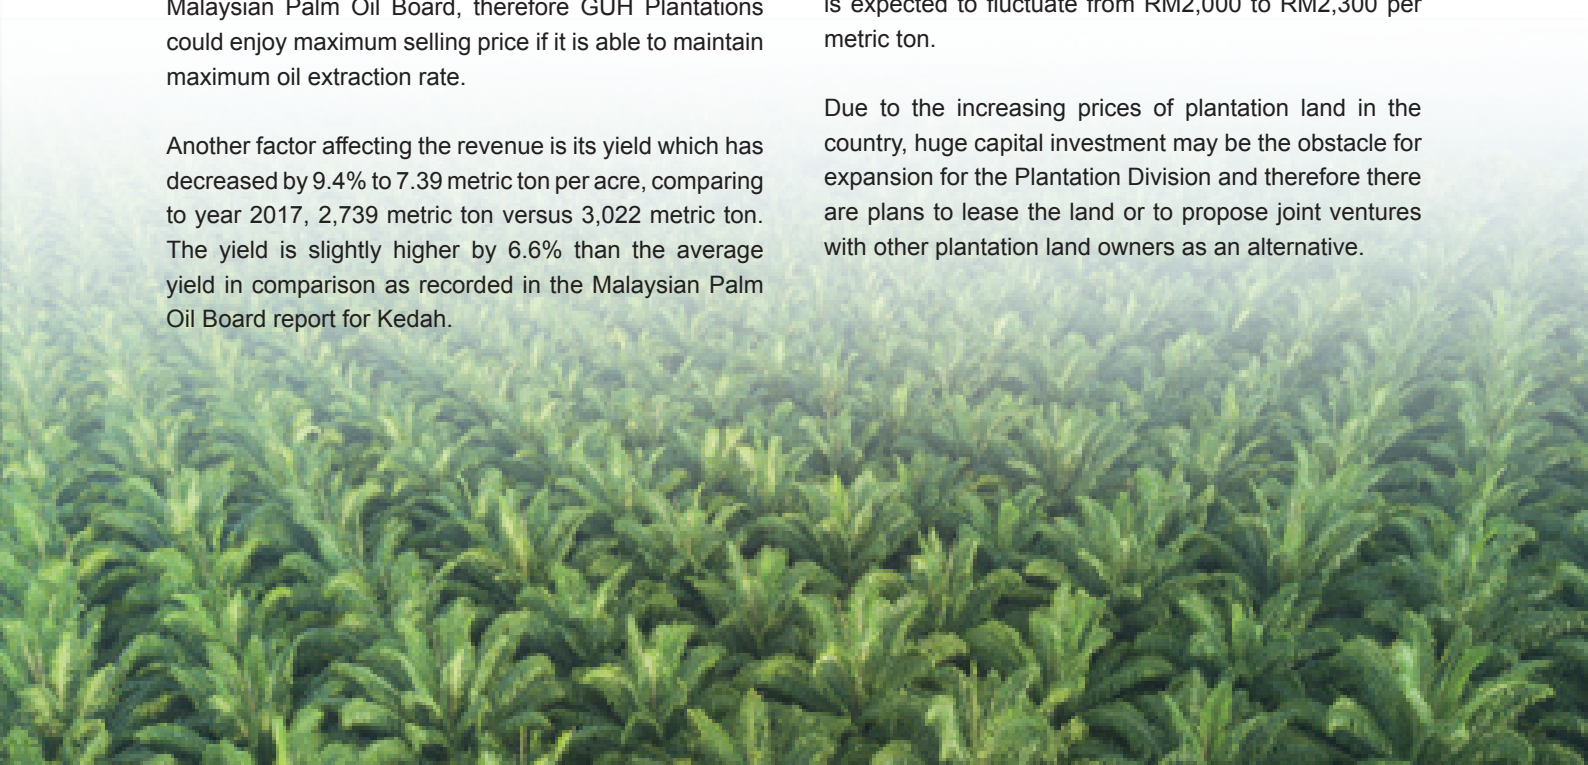 Malaysian Palm Oil Board, therefore GUH Plantations
could enjoy maximum selling price if it is able to maintain
maximum oil extraction rate.
Another factor affecting the revenue is its yield which has
decreased by 9.4% to 7.39 metric ton per acre, comparing
to year 2017, 2,739 metric ton versus 3,022 metric ton.
The yield is slightly higher by 6.6% than the average
yield in comparison as recorded in the Malaysian Palm
Oil Board report for Kedah.
is expected to fluctuate from RM2,000 to RM2,300 per
metric ton.
Due to the increasing prices of plantation land in the
country, huge capital investment may be the obstacle for
expansion for the Plantation Division and therefore there
are plans to lease the land or to propose joint ventures
with other plantation land owners as an alternative.